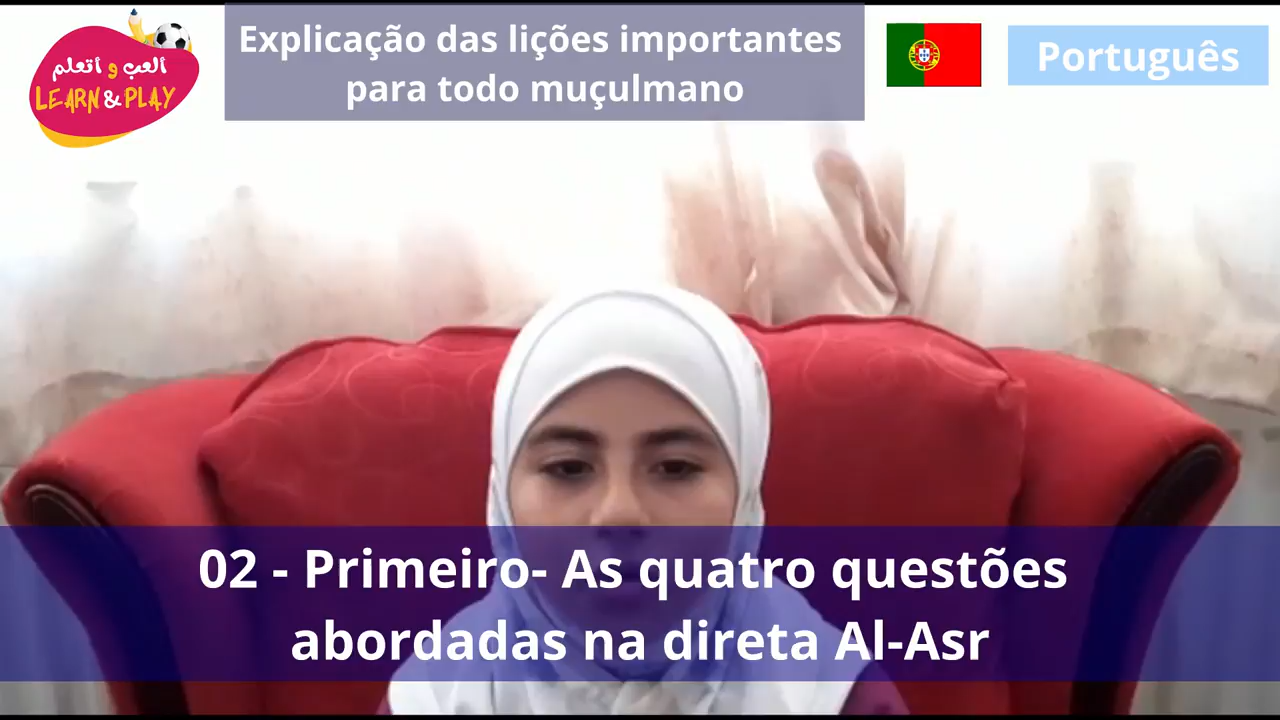 العب و أتعلم
LEARN & PLAY
Explicação das lições importantes
para todo muçulmano
Português
02 - Primeiro- As quatro questões
abordadas na direta Al-Asr